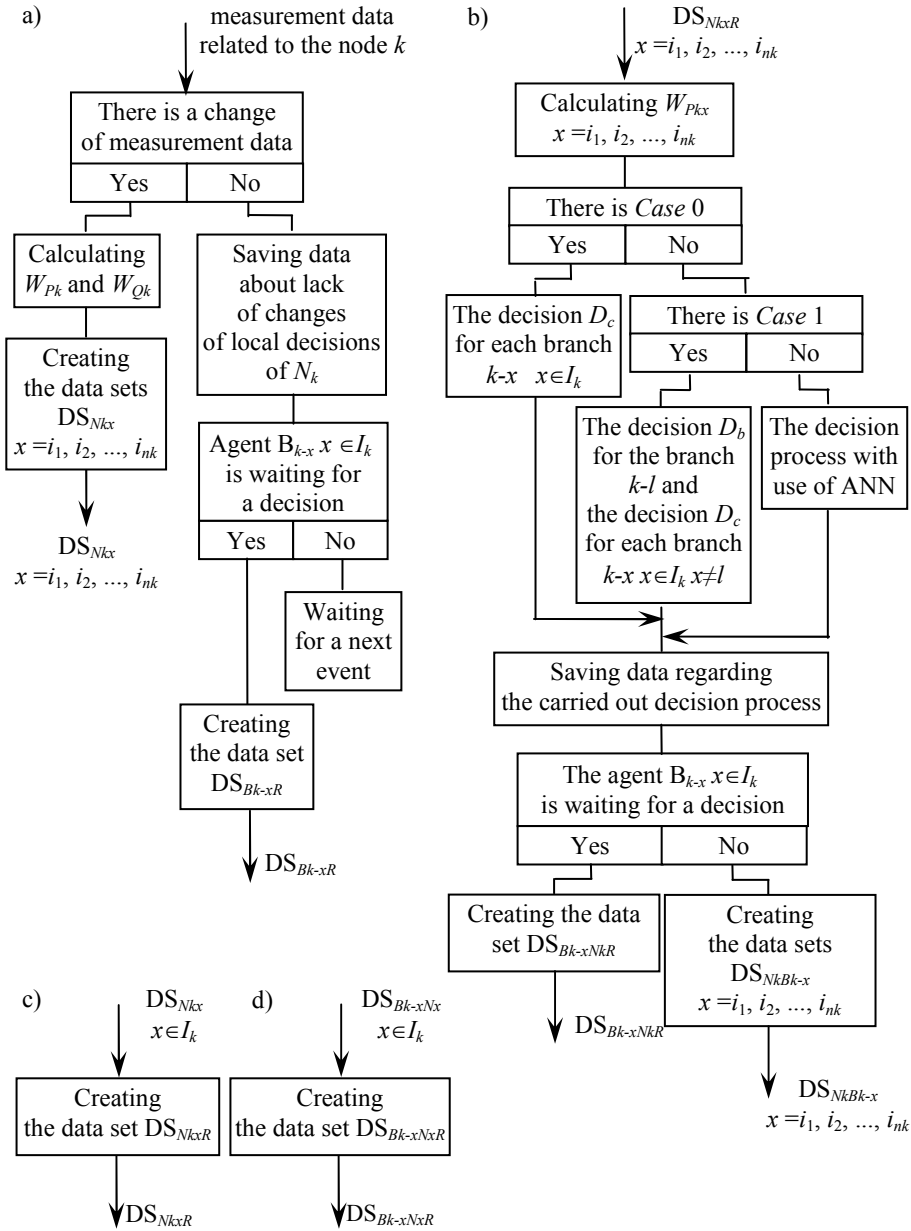 a)
measurement data
related to the node k
There is a change
of measurement data
Yes
No
Calculating
W_Pk and W_Qk
Creating
the data sets
DS_Nkx
x =i_1, i_2, ..., i_nk
DS_Nkx
x =i_1, i_2, ..., i_nk
Saving data
about lack
of changes
of local decisions
of N_k
Agent B_k-x x ∈I_k
is waiting for
a decision
Yes
No
Waiting
for a next
event
Creating
the data set
DS_Bk-xR
DS_Bk-xR
b)
DS_NkxR
x =i_1, i_2, ..., i_nk
Calculating W_Pkx
x =i_1, i_2, ..., i_nk
There is Case 0
Yes
No
The decision D_c
for each branch
k-x x∈I_k
There is Case 1
Yes
No
The decision D_b
for the branch
k-l and
the decision D_c
for each branch
k-x x∈I_k x≠l
The decision
process with
use of ANN
Saving data regarding
the carried out decision process
The agent B_k-x x∈I_k
is waiting for a decision
Yes
No
Creating the data
set DS_Bk-xNkR
DS_Bk-xNkR
Creating
the data sets
DS_NkBk-x
x =i_1, i_2, ..., i_nk
DS_NkBk-x
x =i_1, i_2, ..., i_nk
c)
DS_Nkx
x∈I_k
Creating
the data set DS_NkxR
DS_NkxR
d)
DS_Bk-xNx
x∈I_k
Creating
the data set DS_Bk-xNxR
DS_Bk-xNxR